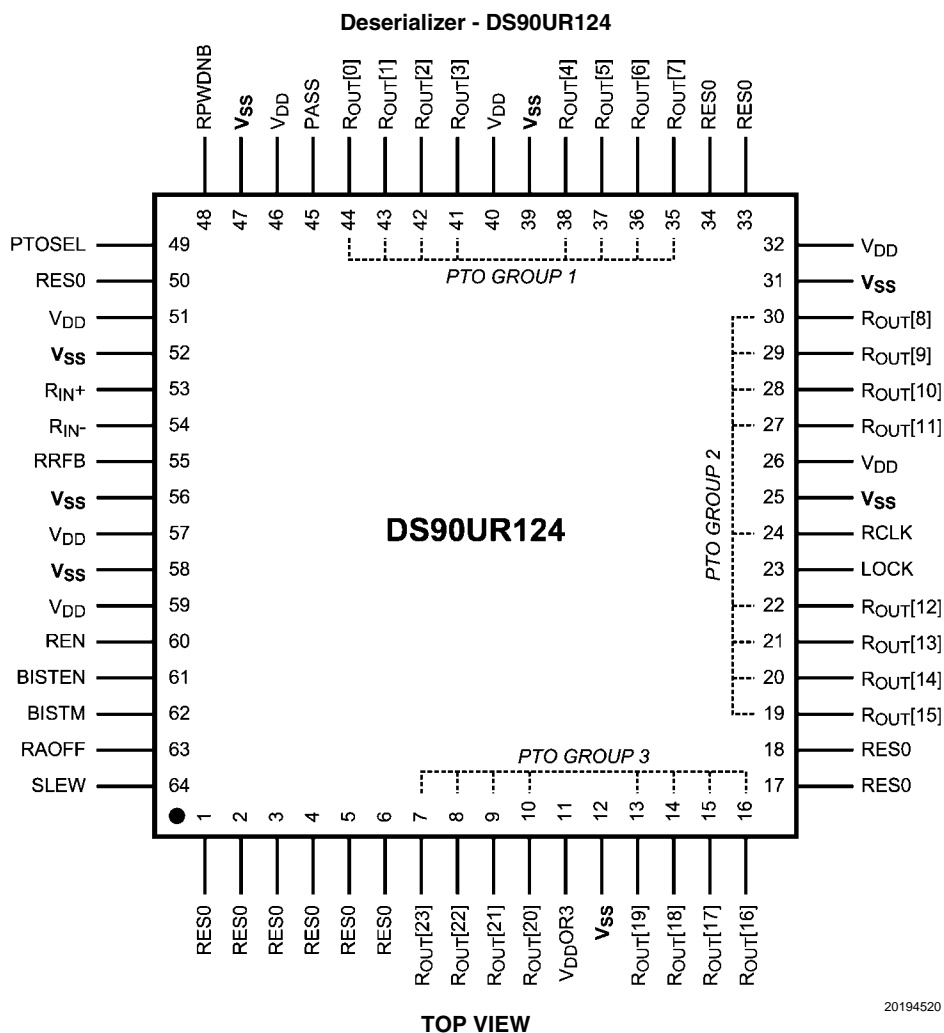 Deserializer - DS90UR124
RPWDNB
VSS
VDD
PASS
ROUT[0]
ROUT[1]
ROUT[2]
ROUT[3]
VDD
VSS
ROUT[4]
ROUT[5]
ROUT[6]
ROUT[7]
RES0
RES0
48 47 46 45 44 43 42 41 40 39 38 37 36 35 34 33
PTO GROUP 1
PTOSEL 49
RES0 50
VDD 51
VSS 52
RIN+ 53
RIN- 54
RRFB 55
VSS 56
VDD 57
VSS 58
VDD 59
REN 60
BISTEN 61
BISTM 62
RAOFF 63
SLEW 64
DS90UR124
PTO GROUP 2
32 VDD
31 VSS
30 ROUT[8]
29 ROUT[9]
28 ROUT[10]
27 ROUT[11]
26 VDD
25 VSS
24 RCLK
23 LOCK
22 ROUT[12]
21 ROUT[13]
20 ROUT[14]
19 ROUT[15]
18 RES0
17 RES0
PTO GROUP 3
1 2 3 4 5 6 7 8 9 10 11 12 13 14 15 16
RES0
RES0
RES0
RES0
RES0
RES0
ROUT[23]
ROUT[22]
ROUT[21]
ROUT[20]
VDDOR3
VSS
ROUT[19]
ROUT[18]
ROUT[17]
ROUT[16]
20194520
TOP VIEW